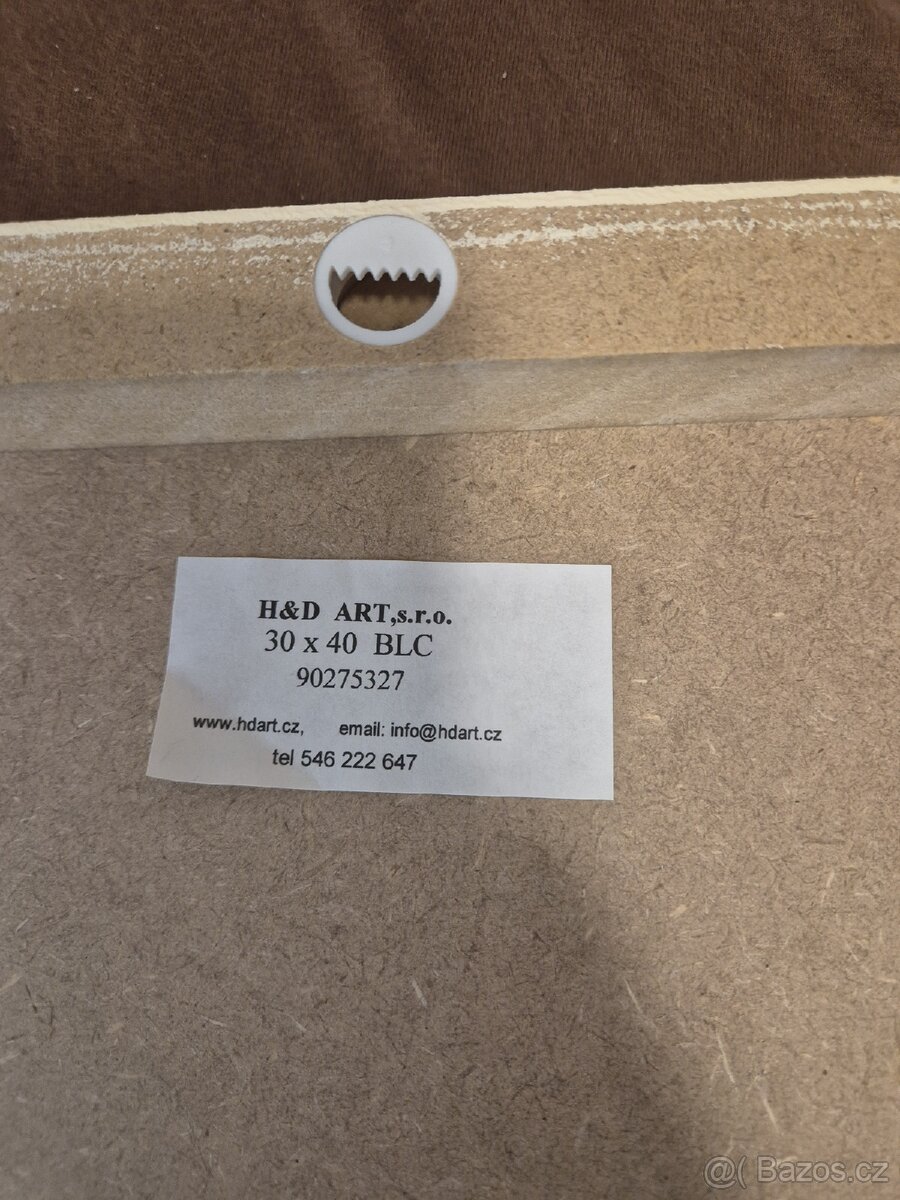 H&D ART,s.r.o.
30 x 40 BLC
90275327
www.hdart.cz, email: info@hdart.cz
tel 546 222 647
@( Bazos.cz